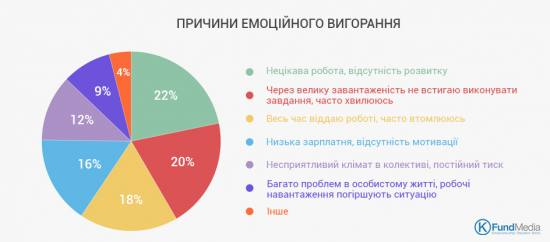 ПРИЧИНИ ЕМОЦІЙНОГО ВИГОРАННЯ
4%
9%
22%
12%
16%
20%
18%
Нецікава робота, відсутність розвитку
Через велику завантаженість не встигаю виконувати
завдання, часто хвилююсь
Весь час віддаю роботі, часто втомлююсь
Низька зарплатня, відсутність мотивації
Несприятливий клімат в колективі, постійний тиск
Багато проблем в особистому житті, робочі
навантаження погіршують ситуацію
Інше
K FundMedia